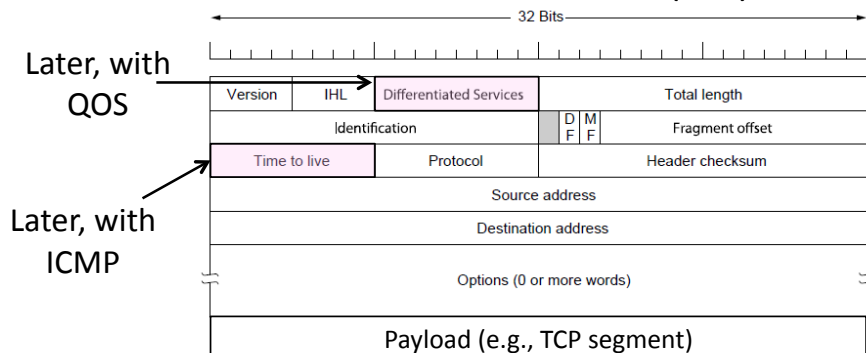 32 Bits
Later, with
QOS
Version IHL Differentiated Services Total length
Identification D F M F Fragment offset
Time to live Protocol Header checksum
Later, with
ICMP
Source address
Destination address
Options (0 or more words)
Payload (e.g., TCP segment)